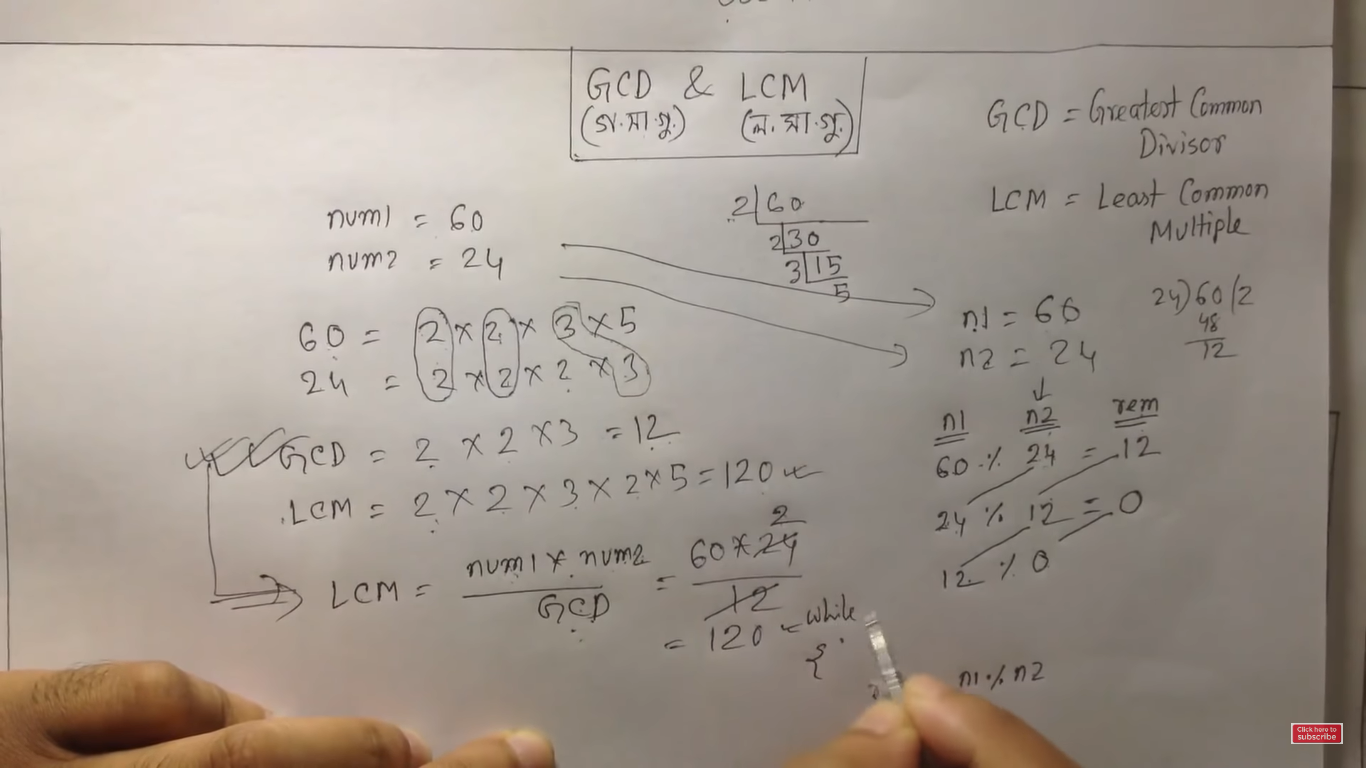 GCD & LCM
(গ.সা.গু.) (ল.সা.গু.)
GCD = Greatest Common
Divisor
LCM = Least Common
Multiple
num1 = 60
num2 = 24
2 60
2 30
3 15
5
60 = 2 × 2 × 3 × 5
24 = 2 × 2 × 2 × 3
GCD = 2 × 2 × 3 = 12
LCM = 2 × 2 × 3 × 2 × 5 = 120
LCM = num1 * num2 / GCD = 60 * 24 / 12
2
= 120
n1 = 60
n2 = 24
24)60(2
48
12
n1 n2 rem
60 % 24 = 12
24 % 12 = 0
12 % 0
while
{
n1 % n2
Click here to
subscribe